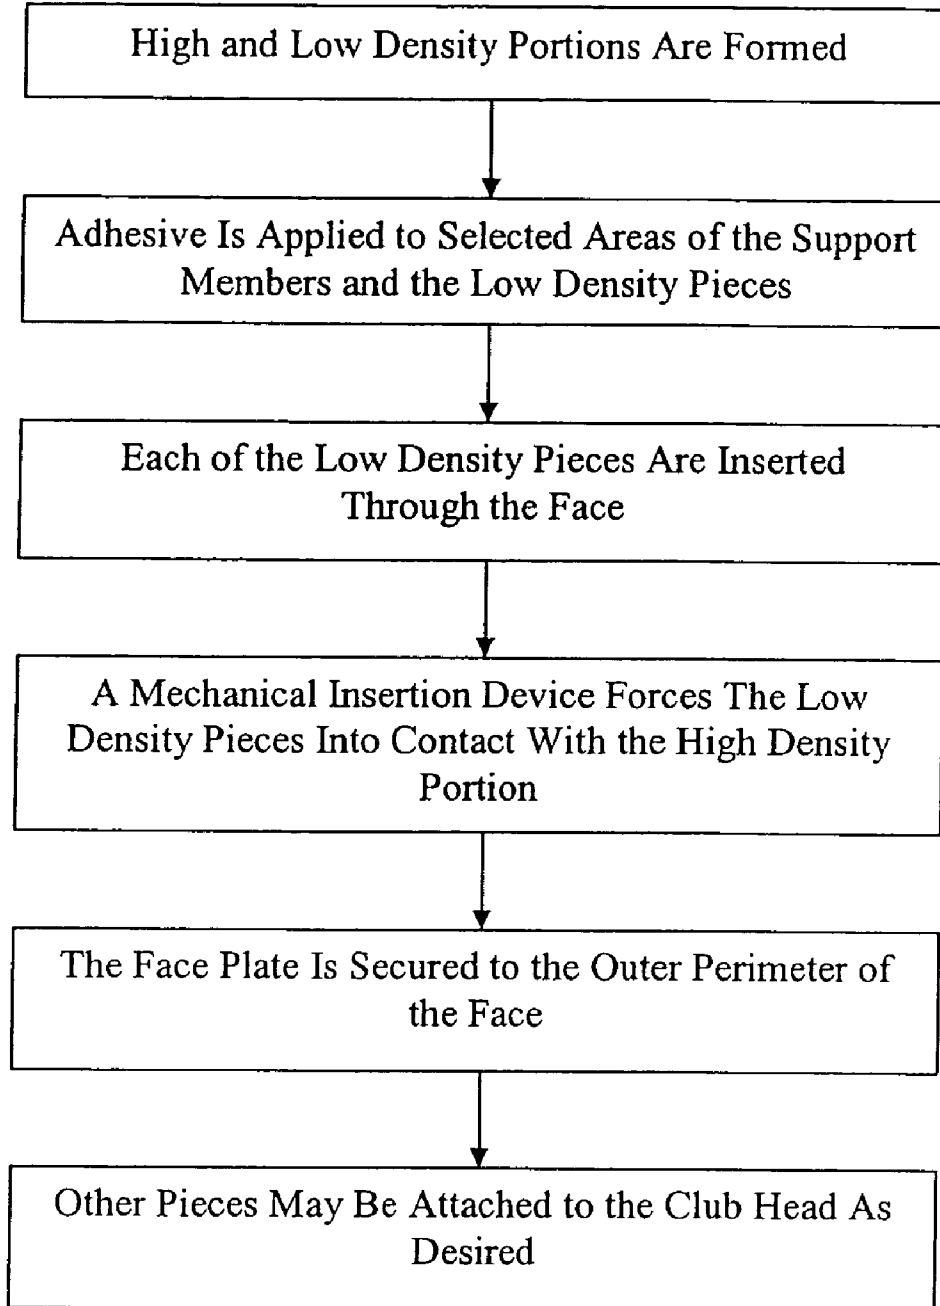 High and Low Density Portions Are Formed
Adhesive Is Applied to Selected Areas of the Support
Members and the Low Density Pieces
Each of the Low Density Pieces Are Inserted
Through the Face
A Mechanical Insertion Device Forces The Low
Density Pieces Into Contact With the High Density
Portion
The Face Plate Is Secured to the Outer Perimeter of
the Face
Other Pieces May Be Attached to the Club Head As
Desired